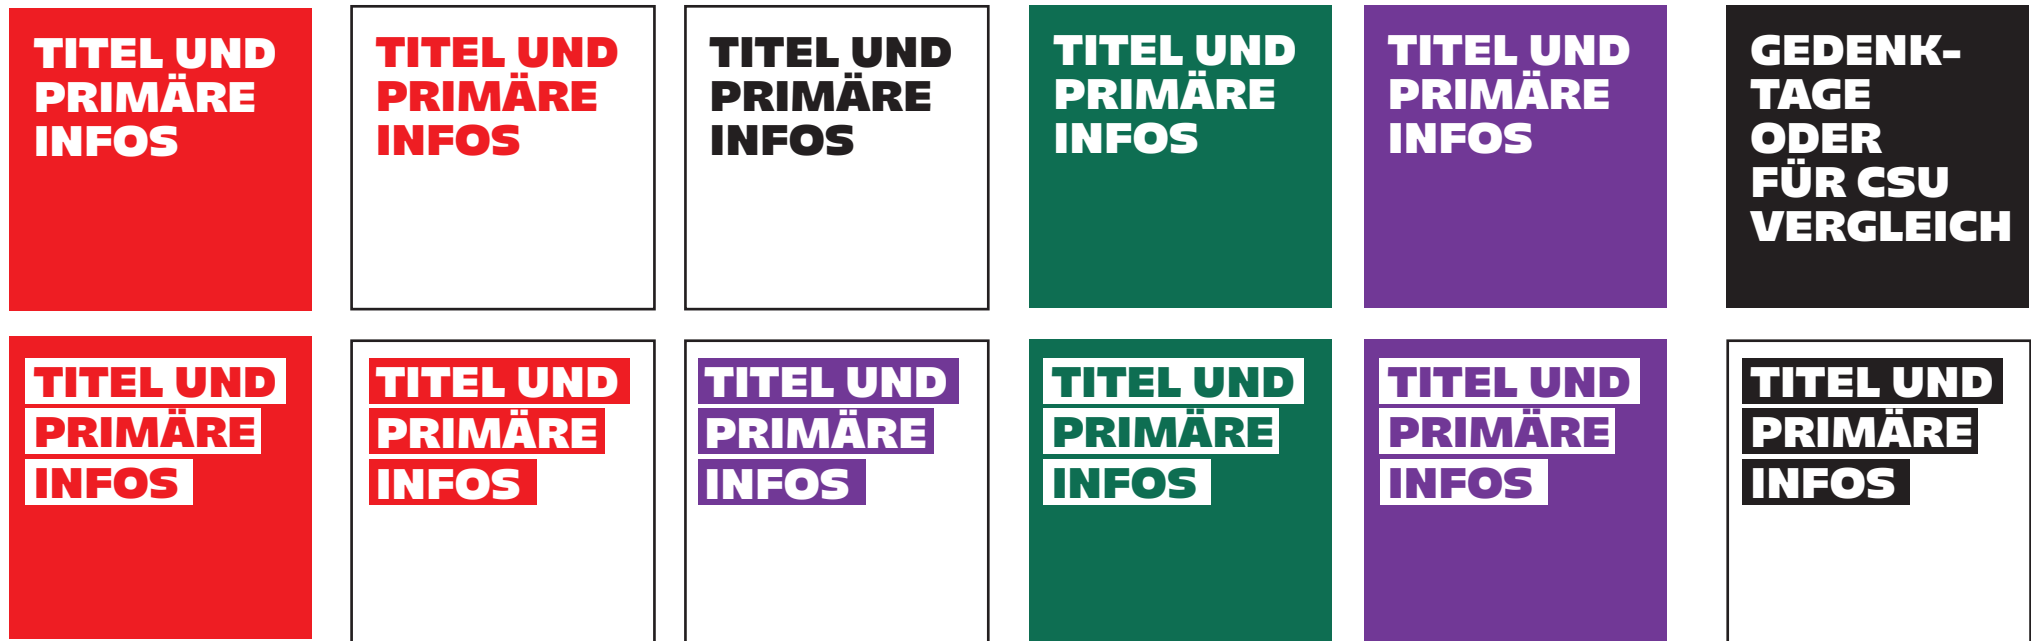 TITEL UND
PRIMÄRE
INFOS
TITEL UND
PRIMÄRE
INFOS
TITEL UND
PRIMÄRE
INFOS
TITEL UND
PRIMÄRE
INFOS
TITEL UND
PRIMÄRE
INFOS
GEDENK-
TAGE
ODER
FÜR CSU
VERGLEICH
TITEL UND
PRIMÄRE
INFOS
TITEL UND
PRIMÄRE
INFOS
TITEL UND
PRIMÄRE
INFOS
TITEL UND
PRIMÄRE
INFOS
TITEL UND
PRIMÄRE
INFOS
TITEL UND
PRIMÄRE
INFOS